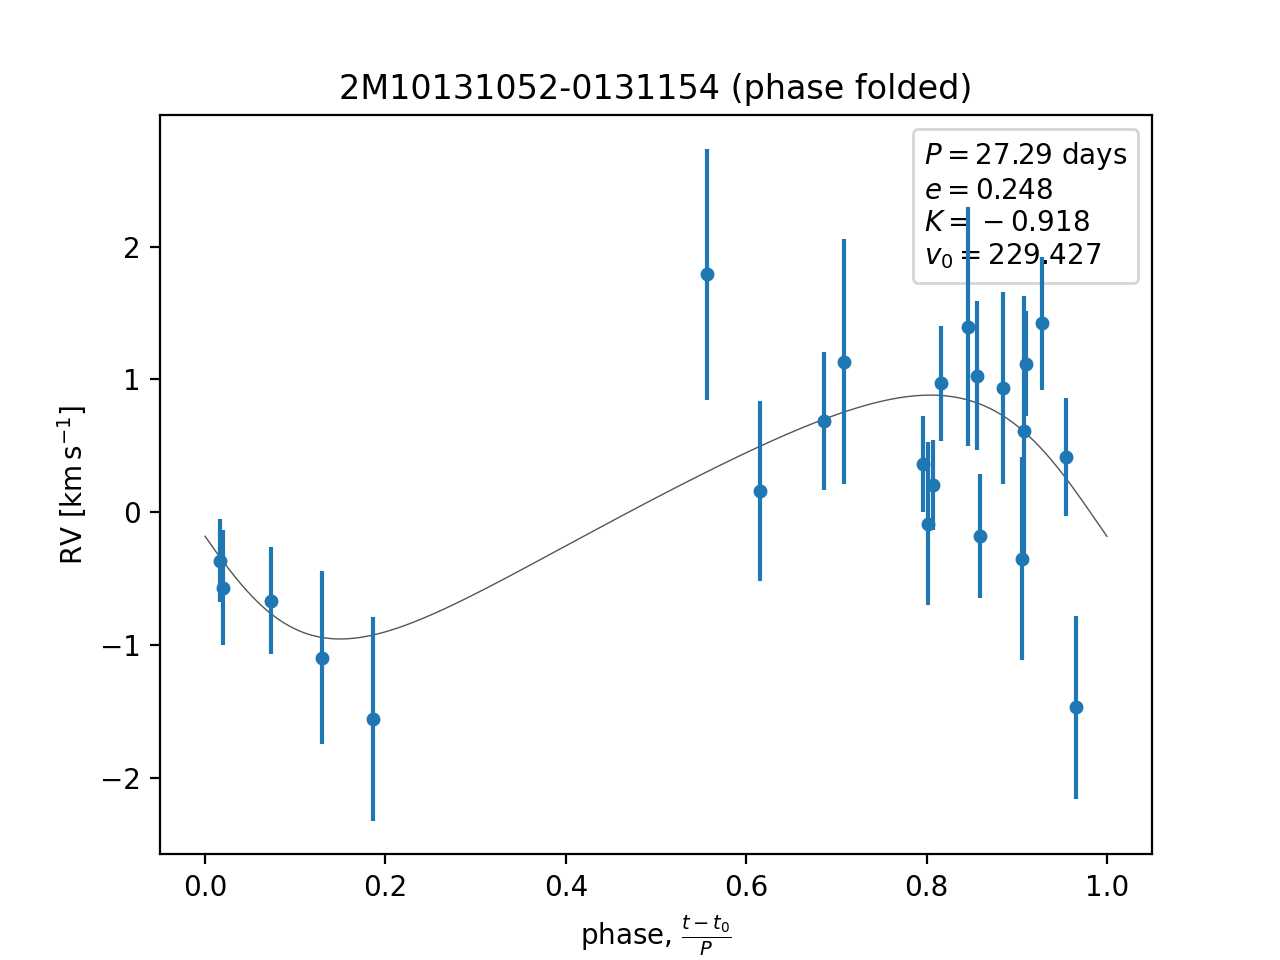 2M10131052-0131154 (phase folded)
P = 27.29 days
e = 0.248
K = −0.918
v₀ = 229.427
RV [km s⁻¹]
2
1
0
−1
−2
0.0 0.2 0.4 0.6 0.8 1.0
phase, (t − t₀)/P